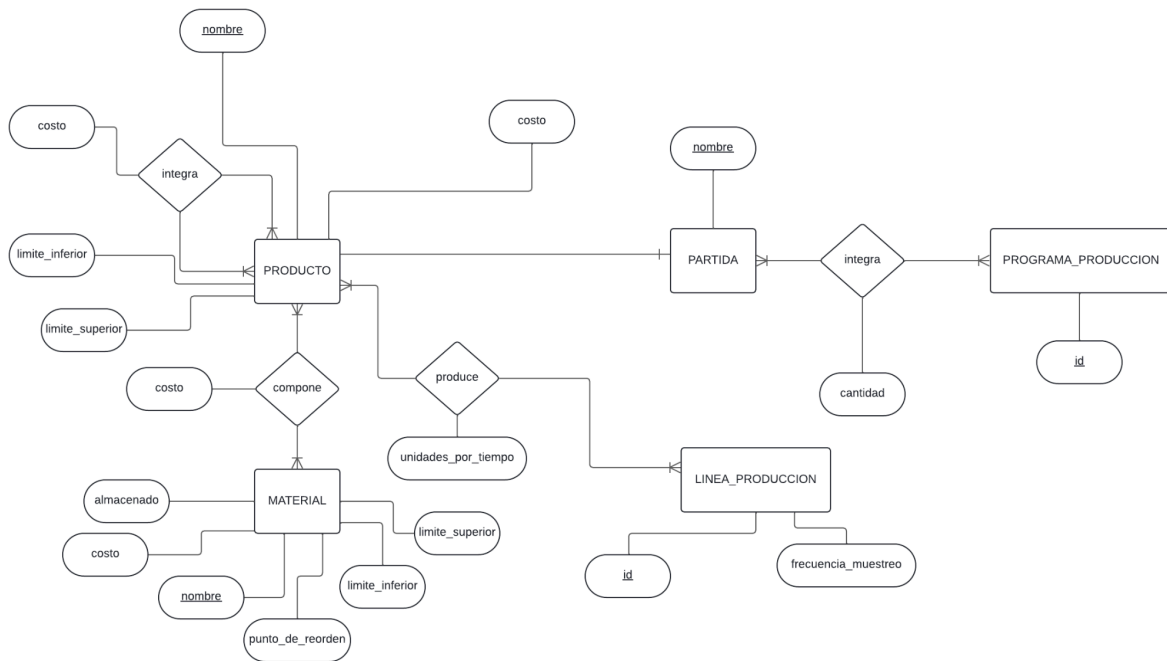 nombre
costo
costo
nombre
integra
limite_inferior
PRODUCTO
PARTIDA
integra
PROGRAMA_PRODUCCION
limite_superior
id
costo
compone
produce
cantidad
unidades_por_tiempo
almacenado
MATERIAL
LINEA_PRODUCCION
limite_superior
costo
limite_inferior
id
frecuencia_muestreo
nombre
punto_de_reorden